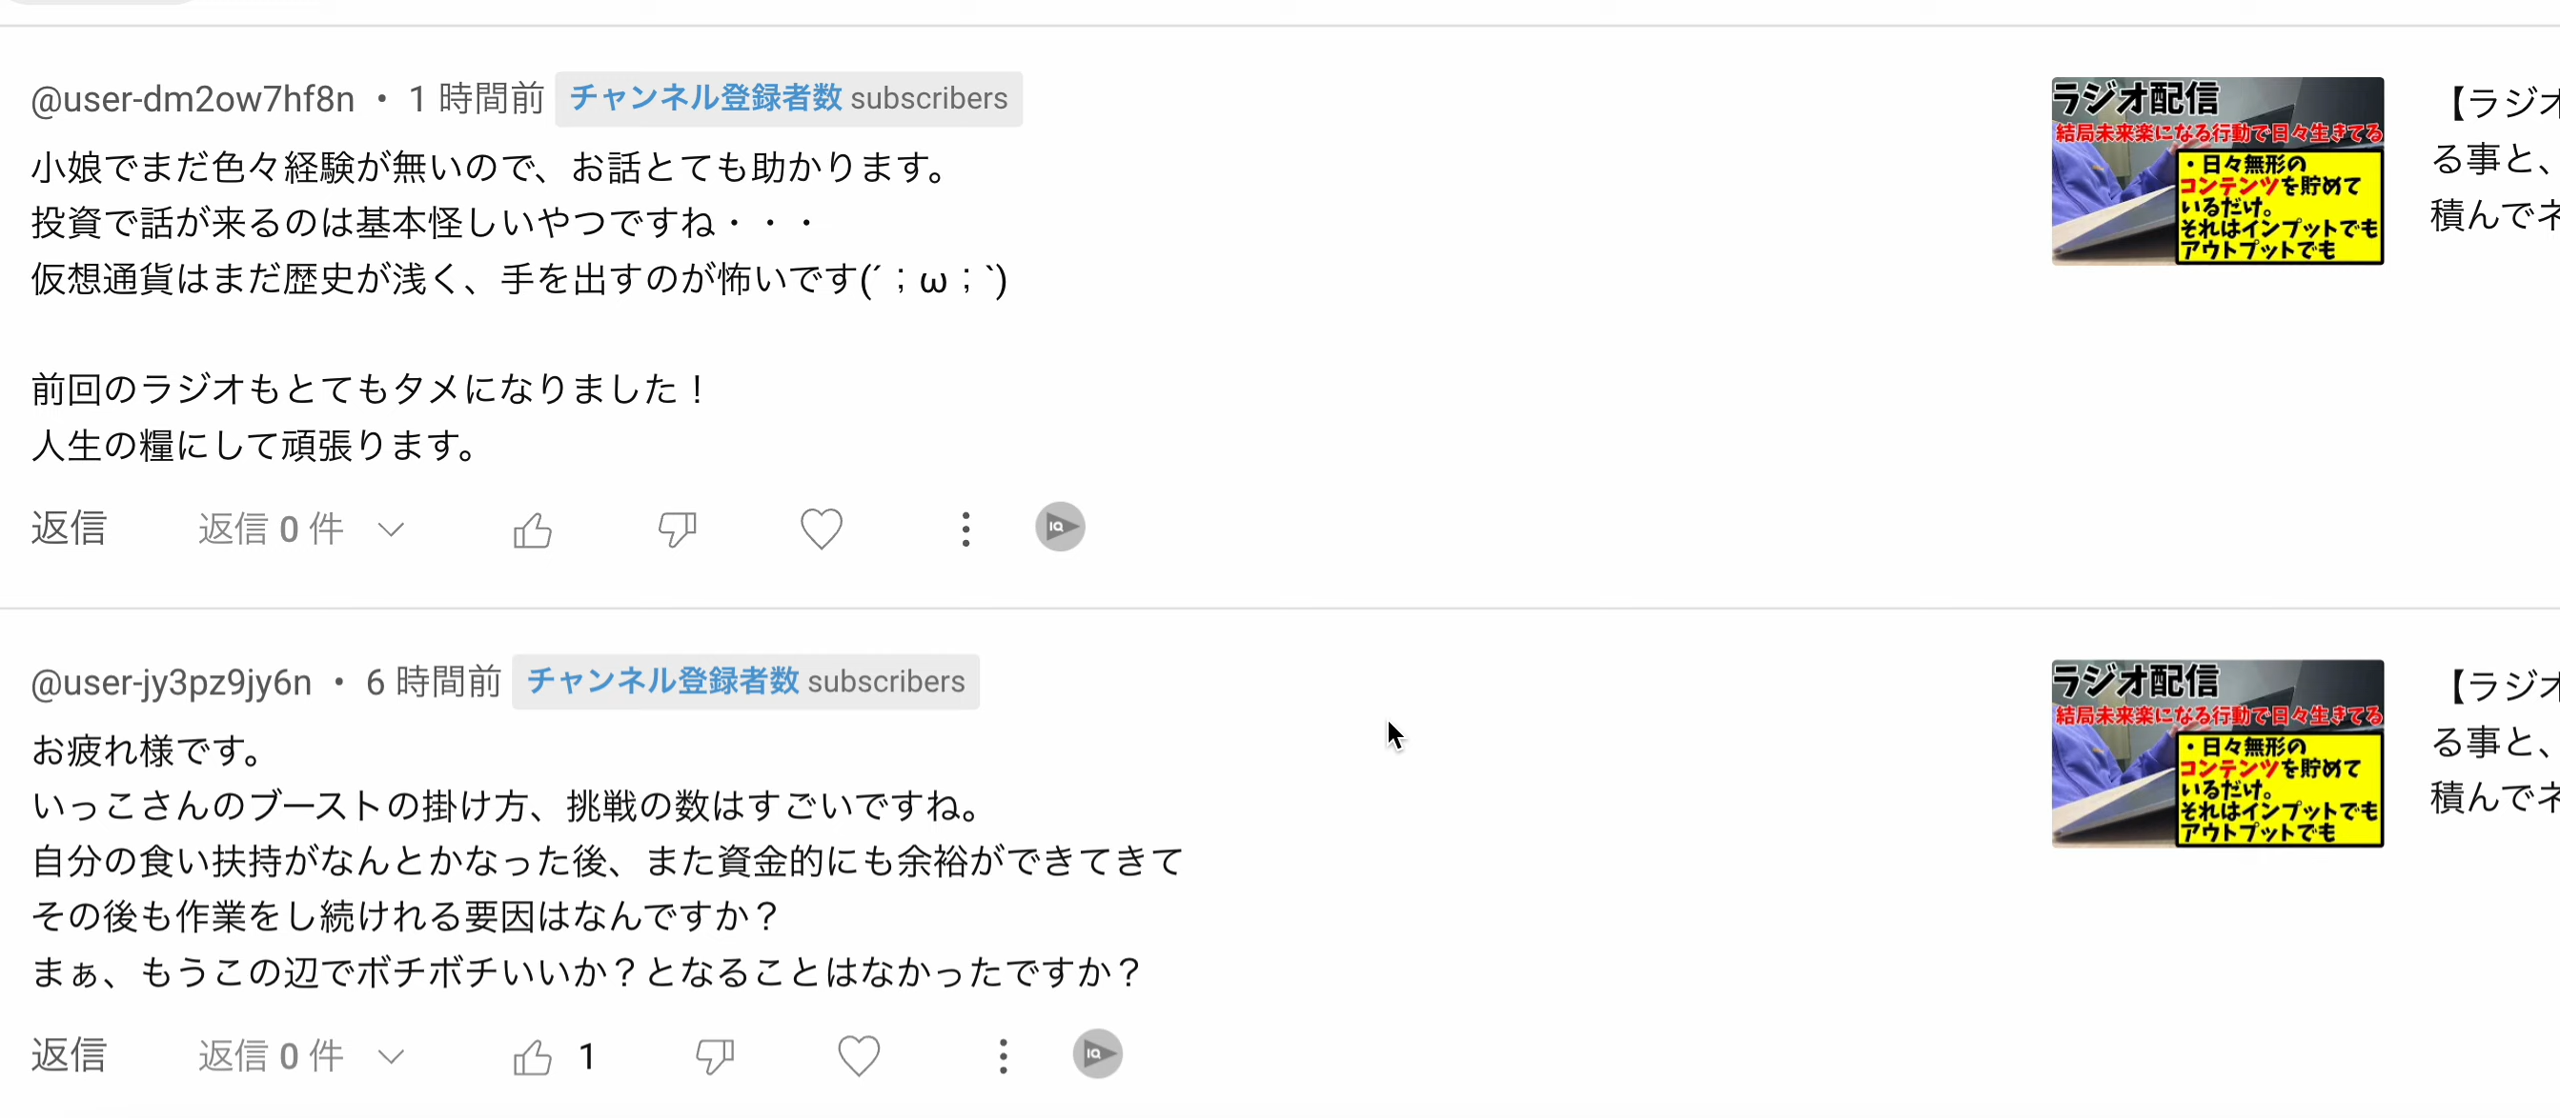 @user-dm2ow7hf8n • 1 時間前 チャンネル登録者数 subscribers
小娘でまだ色々経験が無いので、お話とても助かります。
投資で話が来るのは基本怪しいやつですね・・・
仮想通貨はまだ歴史が浅く、手を出すのが怖いです(´；ω；`)
前回のラジオもとてもタメになりました！
人生の糧にして頑張ります。
返信 返信 0 件
IQ
ラジオ配信
結局未来楽になる行動で日々生きてる
・日々無形の
コンテンツを貯めて
いるだけ。
それはインプットでも
アウトプットでも
【ラジオ
る事と、
積んでネ
@user-jy3pz9jy6n • 6 時間前 チャンネル登録者数 subscribers
お疲れ様です。
いっこさんのブーストの掛け方、挑戦の数はすごいですね。
自分の食い扶持がなんとかなった後、また資金的にも余裕ができてきて
その後も作業をし続けれる要因はなんですか？
まぁ、もうこの辺でボチボチいいか？となることはなかったですか？
返信 返信 0 件 1
IQ
ラジオ配信
結局未来楽になる行動で日々生きてる
・日々無形の
コンテンツを貯めて
いるだけ。
それはインプットでも
アウトプットでも
【ラジオ
る事と、
積んでネ